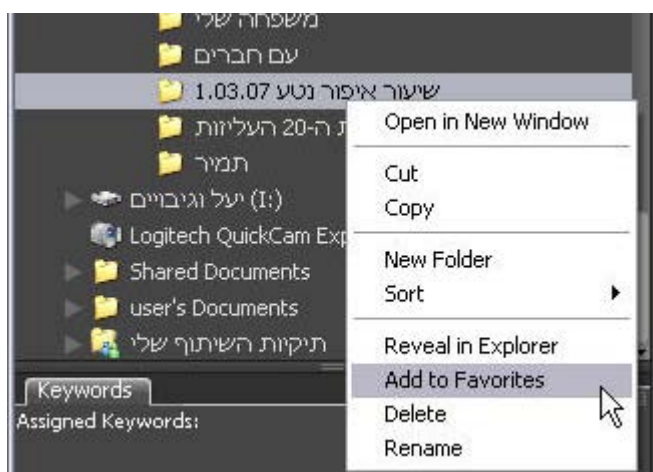 משפחה שלי
עם חברים
שיעור איפור נטע 1.03.07
ת ה-20 העליזות
תמיר
יעל וגיבויים (I:)
Logitech QuickCam Exp
Shared Documents
user's Documents
תיקיות השיתוף שלי
Keywords
Assigned Keywords:
Open in New Window
Cut
Copy
New Folder
Sort
Reveal in Explorer
Add to Favorites
Delete
Rename